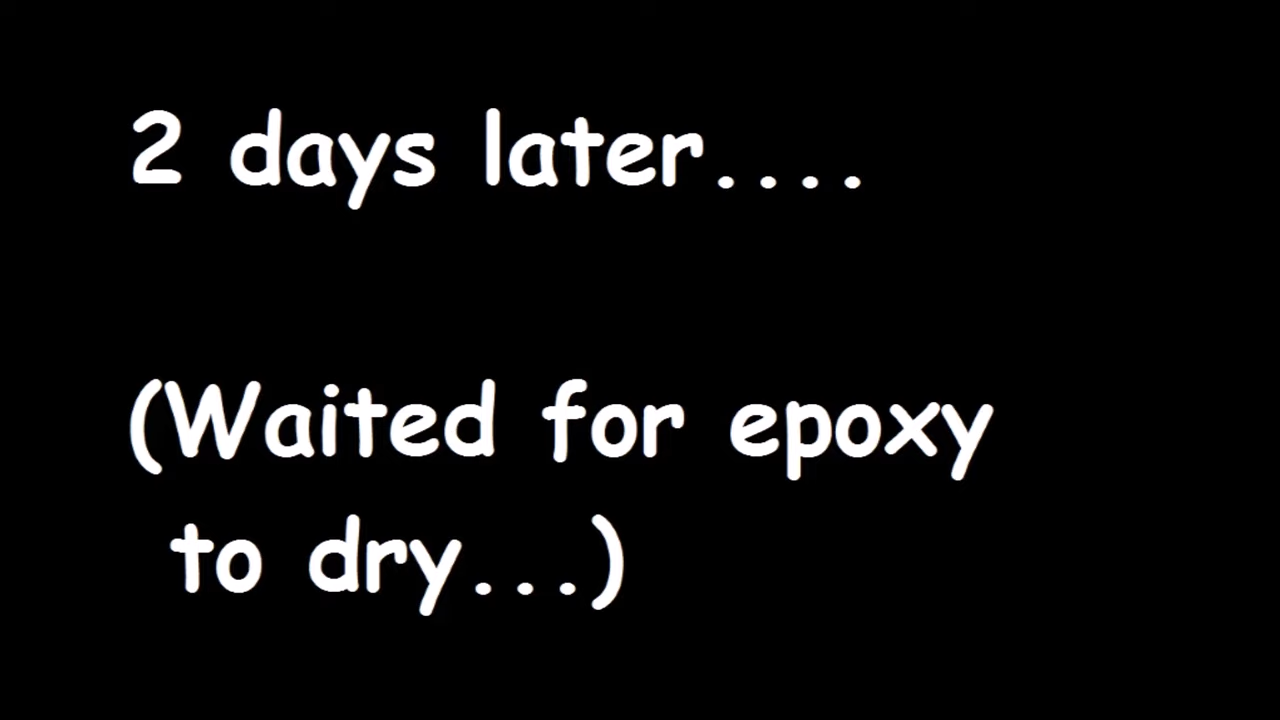 2 days later....
(Waited for epoxy
to dry...)